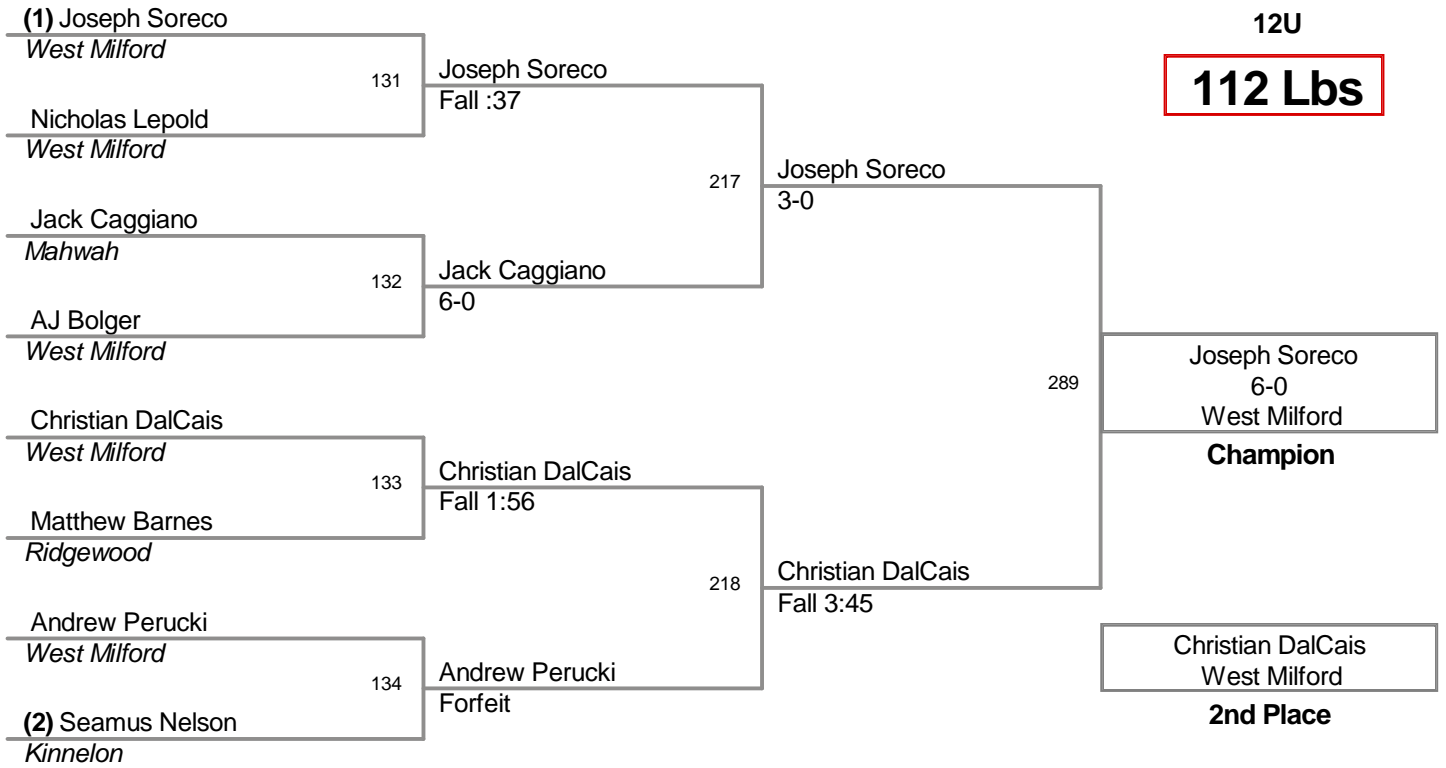 (1) Joseph Soreco
West Milford
131
Nicholas Lepold
West Milford
Joseph Soreco
Fall :37
Jack Caggiano
Mahwah
132
AJ Bolger
West Milford
Jack Caggiano
6-0
217
Joseph Soreco
3-0
Christian DalCais
West Milford
133
Matthew Barnes
Ridgewood
Christian DalCais
Fall 1:56
Andrew Perucki
West Milford
134
(2) Seamus Nelson
Kinnelon
Andrew Perucki
Forfeit
218
Christian DalCais
Fall 3:45
289
12U
112 Lbs
Joseph Soreco
6-0
West Milford
Champion
Christian DalCais
West Milford
2nd Place